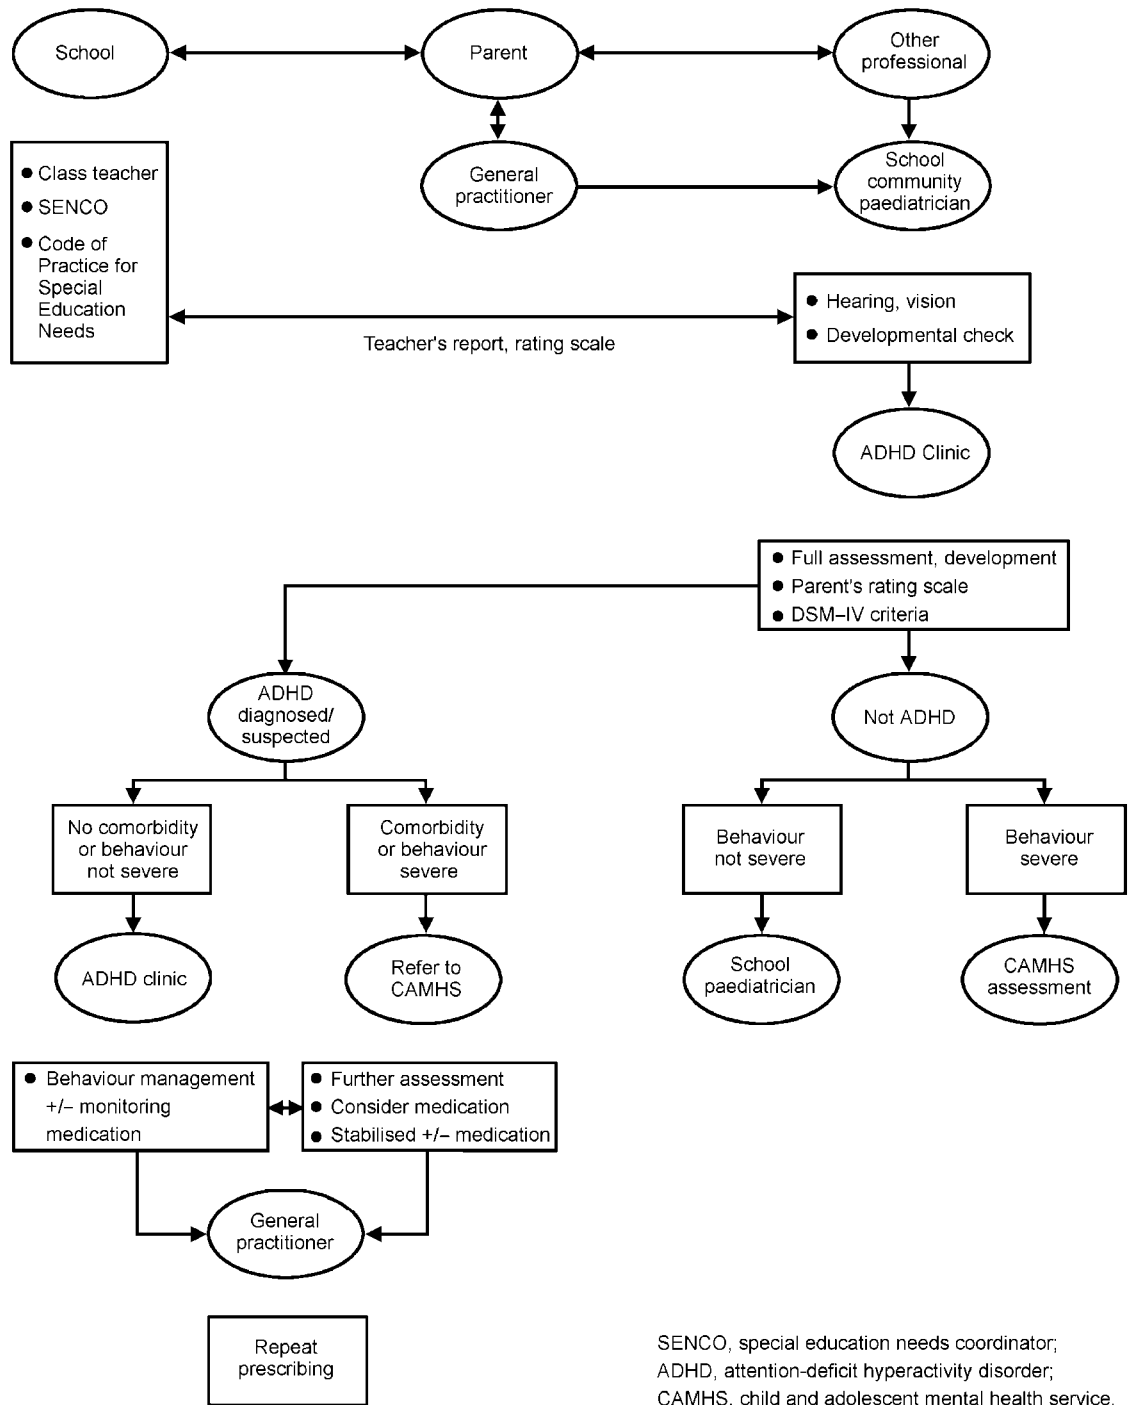 School
Parent
Other
professional
General
practitioner
School
community
paediatrician
● Class teacher
● SENCO
● Code of
Practice for
Special
Education
Needs
Teacher's report, rating scale
● Hearing, vision
● Developmental check
ADHD Clinic
● Full assessment, development
● Parent's rating scale
● DSM–IV criteria
ADHD
diagnosed/
suspected
Not ADHD
No comorbidity
or behaviour
not severe
Comorbidity
or behaviour
severe
Behaviour
not severe
Behaviour
severe
ADHD clinic
Refer to
CAMHS
School
paediatrician
CAMHS
assessment
● Behaviour management
+/– monitoring
medication
● Further assessment
● Consider medication
● Stabilised +/– medication
General
practitioner
Repeat
prescribing
SENCO, special education needs coordinator;
ADHD, attention-deficit hyperactivity disorder;
CAMHS, child and adolescent mental health service.